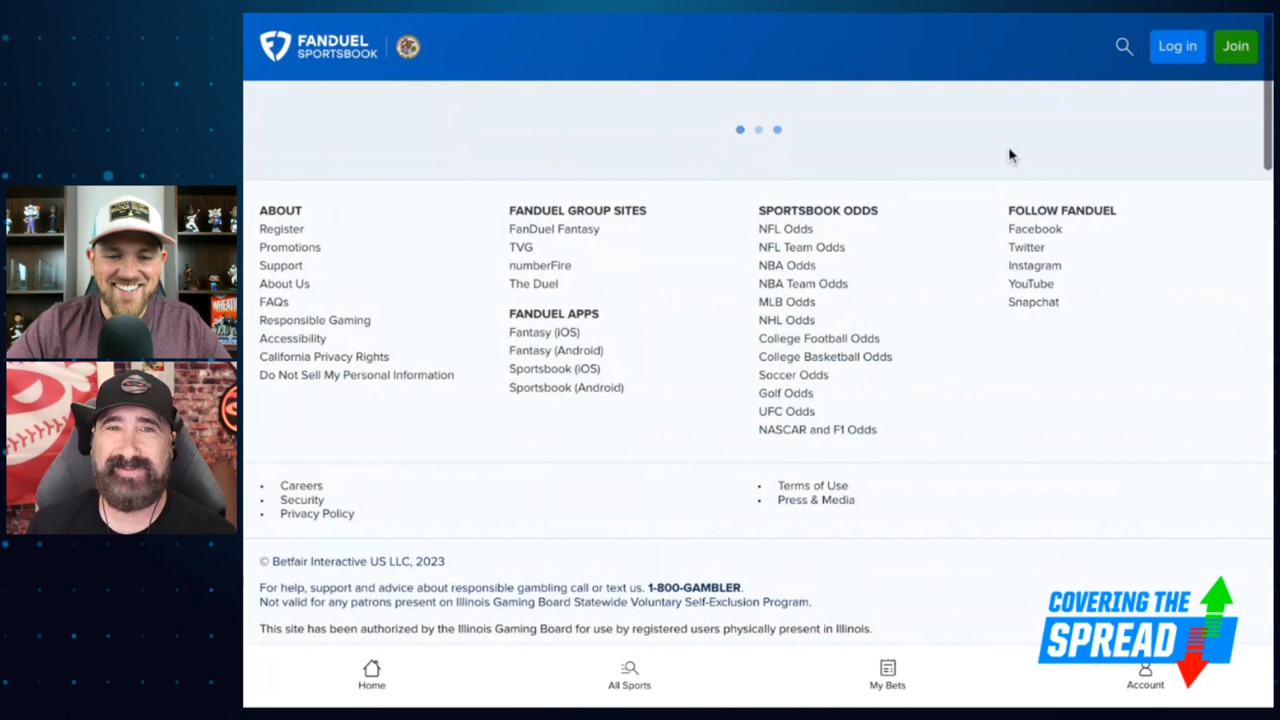 FANDUEL
SPORTSBOOK
Log in
Join
ABOUT
Register
Promotions
Support
About Us
FAQs
Responsible Gaming
Accessibility
California Privacy Rights
Do Not Sell My Personal Information
FANDUEL GROUP SITES
FanDuel Fantasy
TVG
numberFire
The Duel
FANDUEL APPS
Fantasy (iOS)
Fantasy (Android)
Sportsbook (iOS)
Sportsbook (Android)
SPORTSBOOK ODDS
NFL Odds
NFL Team Odds
NBA Odds
NBA Team Odds
MLB Odds
NHL Odds
College Football Odds
College Basketball Odds
Soccer Odds
Golf Odds
UFC Odds
NASCAR and F1 Odds
FOLLOW FANDUEL
Facebook
Twitter
Instagram
YouTube
Snapchat
• Careers
• Security
• Privacy Policy
• Terms of Use
• Press & Media
© Betfair Interactive US LLC, 2023
For help, support and advice about responsible gambling call or text us. 1-800-GAMBLER.
Not valid for any patrons present on Illinois Gaming Board Statewide Voluntary Self-Exclusion Program.
This site has been authorized by the Illinois Gaming Board for use by registered users physically present in Illinois.
Home
All Sports
My Bets
Account
COVERING THE
SPREAD